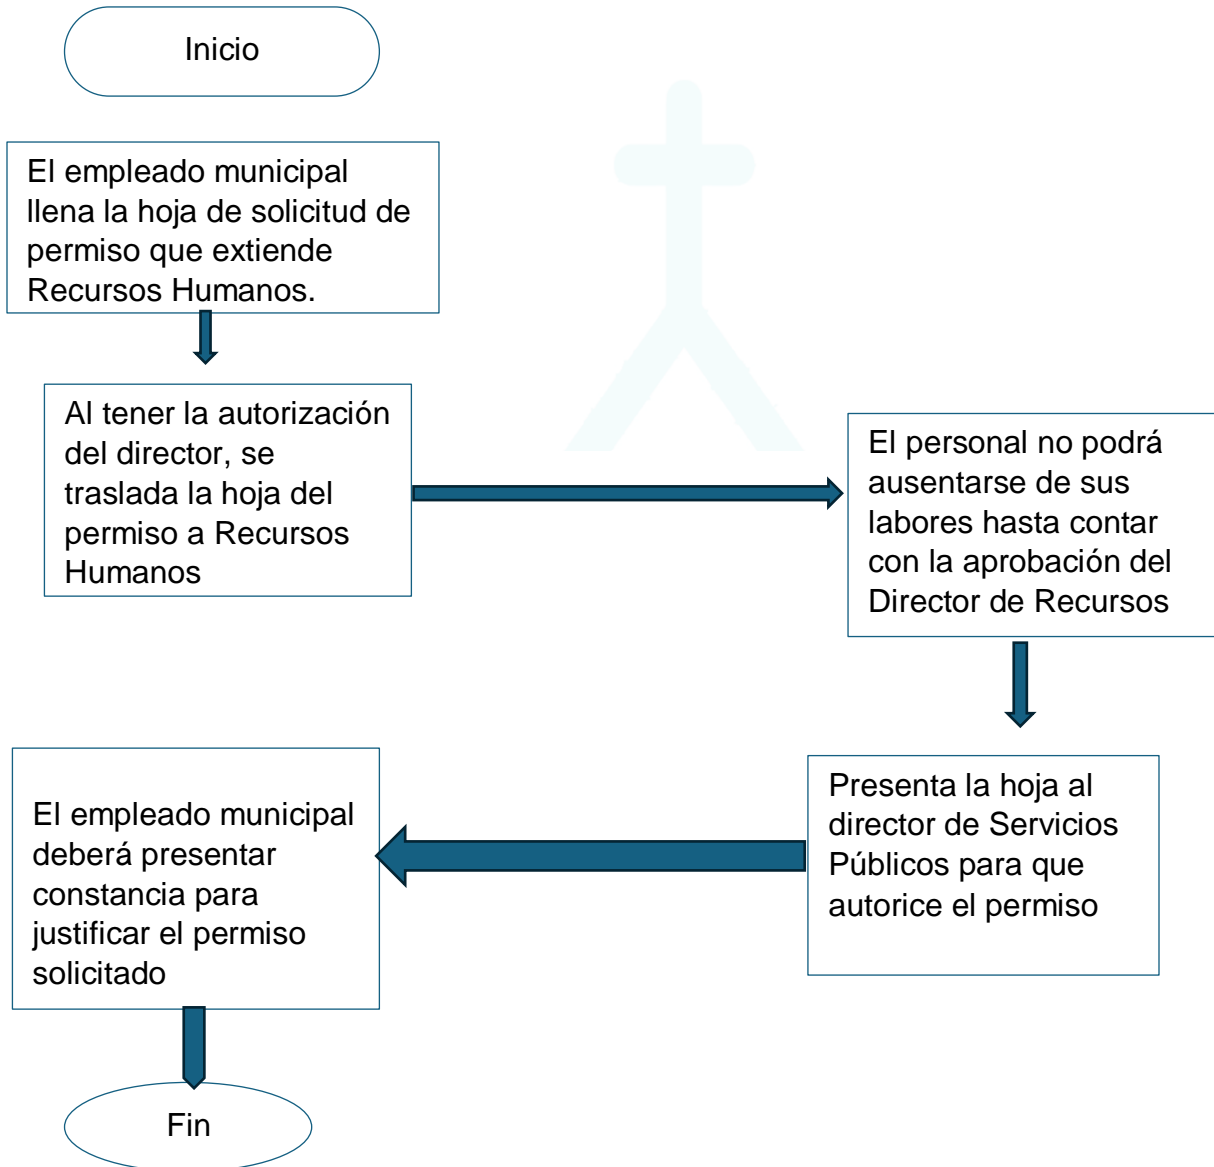 Inicio
El empleado municipal
llena la hoja de solicitud de
permiso que extiende
Recursos Humanos.
Al tener la autorización
del director, se
traslada la hoja del
permiso a Recursos
Humanos
El personal no podrá
ausentarse de sus
labores hasta contar
con la aprobación del
Director de Recursos
Presenta la hoja al
director de Servicios
Públicos para que
autorice el permiso
El empleado municipal
deberá presentar
constancia para
justificar el permiso
solicitado
Fin